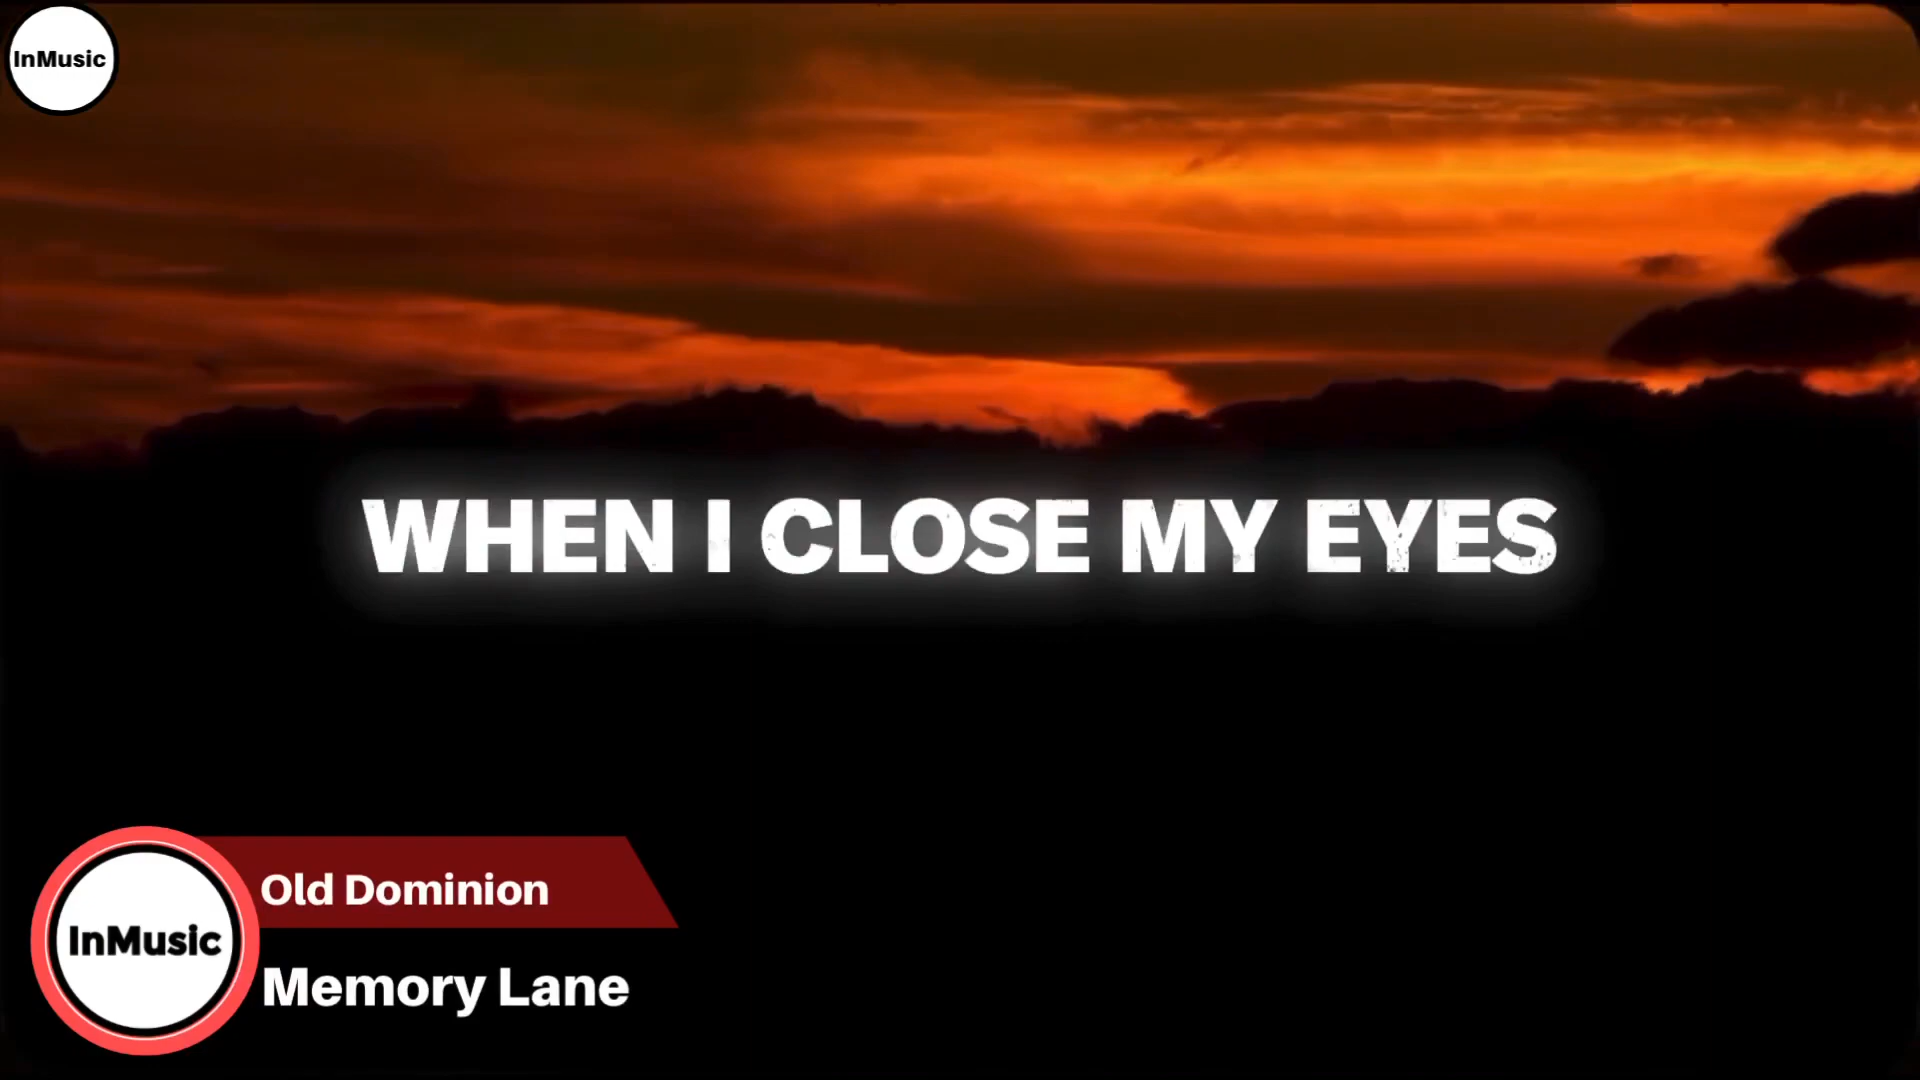 InMusic
WHEN I CLOSE MY EYES
Old Dominion
InMusic
Memory Lane